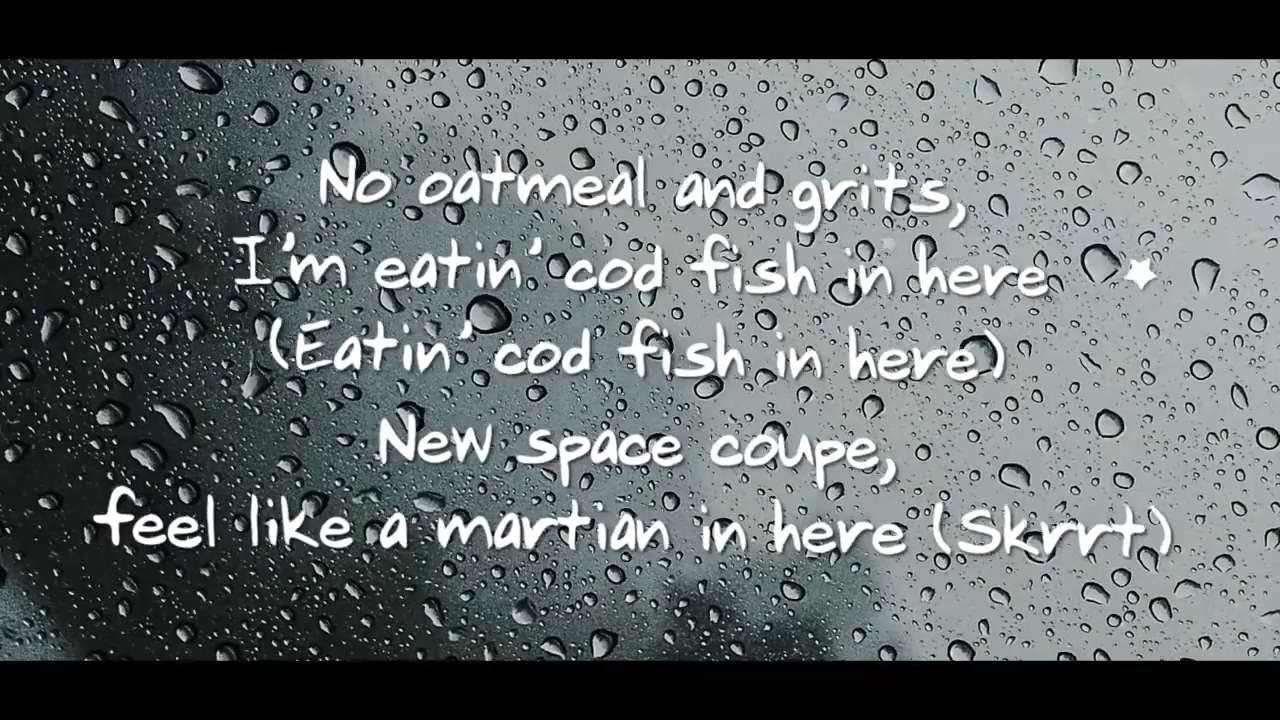 No oatmeal and grits,
I'm eatin' cod fish in here
(Eatin' cod fish in here)
New space coupe,
feel like a martian in here (Skrrt)